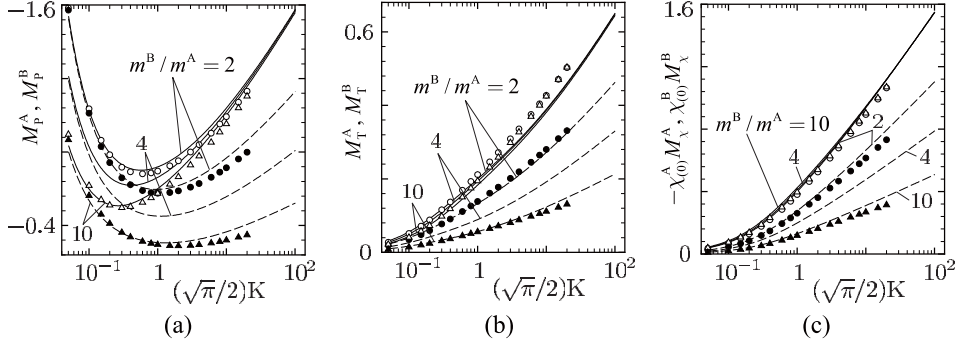 −1.6
−0.4
M_P^A, M_P^B
m^B/m^A = 2
4
10
10^−1
1
10^2
(√π/2)K
(a)
0.6
0
M_T^A, M_T^B
m^B/m^A = 2
4
10
10^−1
1
10^2
(√π/2)K
(b)
1.6
0
−χ_(0)^A M_χ^A, χ_(0)^B M_χ^B
m^B/m^A = 10
4
2
4
10
10^−1
1
10^2
(√π/2)K
(c)